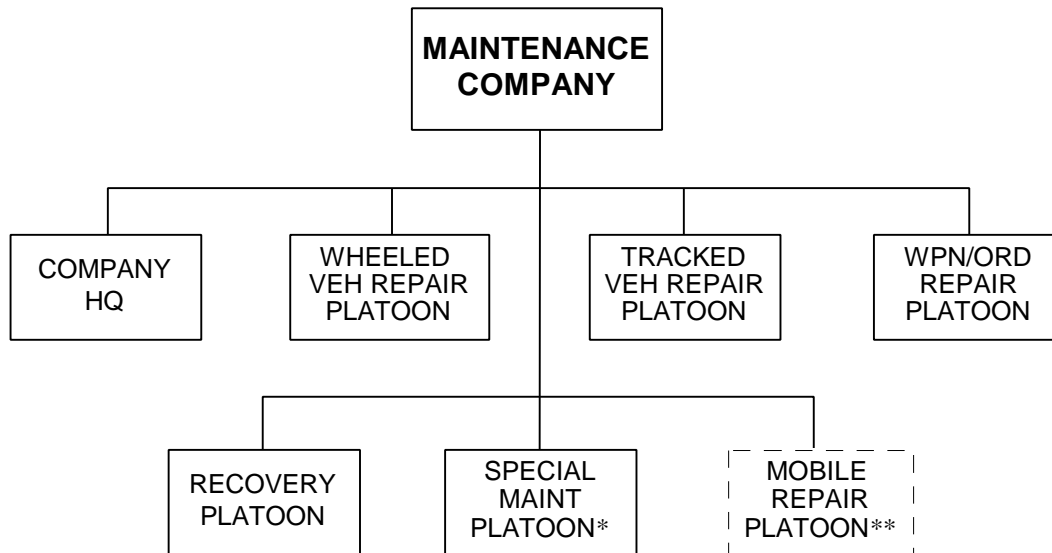 MAINTENANCE
COMPANY
COMPANY
HQ
WHEELED
VEH REPAIR
PLATOON
TRACKED
VEH REPAIR
PLATOON
WPN/ORD
REPAIR
PLATOON
RECOVERY
PLATOON
SPECIAL
MAINT
PLATOON*
MOBILE
REPAIR
PLATOON**